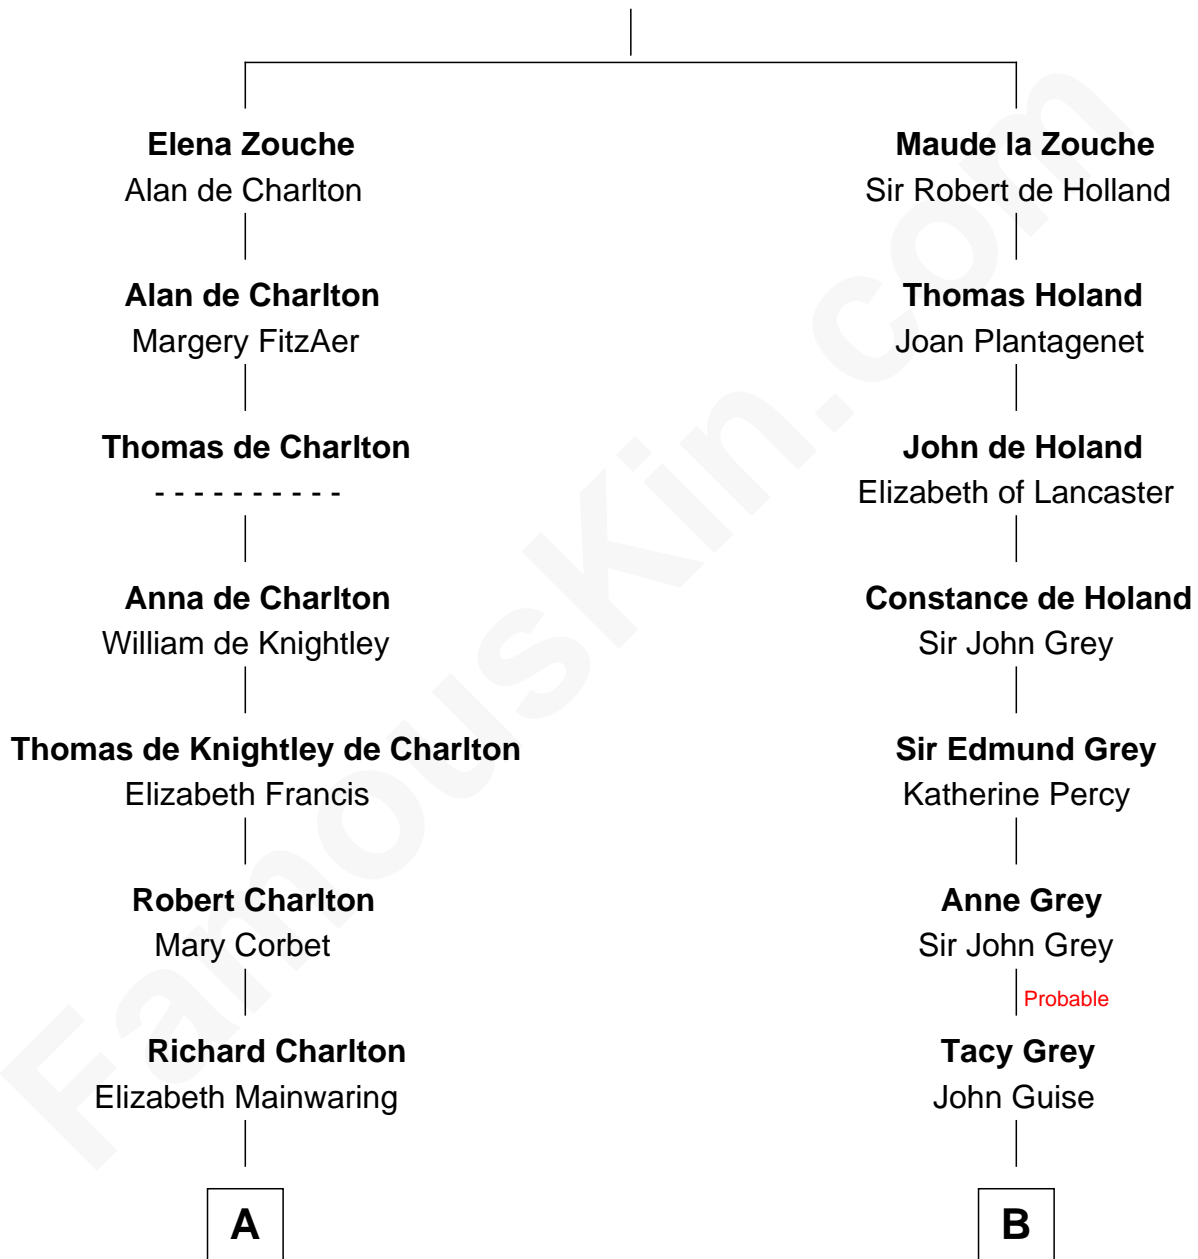 Elena Zouche
Alan de Charlton
Alan de Charlton
Margery FitzAer
Thomas de Charlton
- - - - - - - - - -
Anna de Charlton
William de Knightley
Thomas de Knightley de Charlton
Elizabeth Francis
Robert Charlton
Mary Corbet
Richard Charlton
Elizabeth Mainwaring
A
Maude la Zouche
Sir Robert de Holland
Thomas Holand
Joan Plantagenet
John de Holand
Elizabeth of Lancaster
Constance de Holand
Sir John Grey
Sir Edmund Grey
Katherine Percy
Anne Grey
Sir John Grey
Probable
Tacy Grey
John Guise
B
FamousKin.com